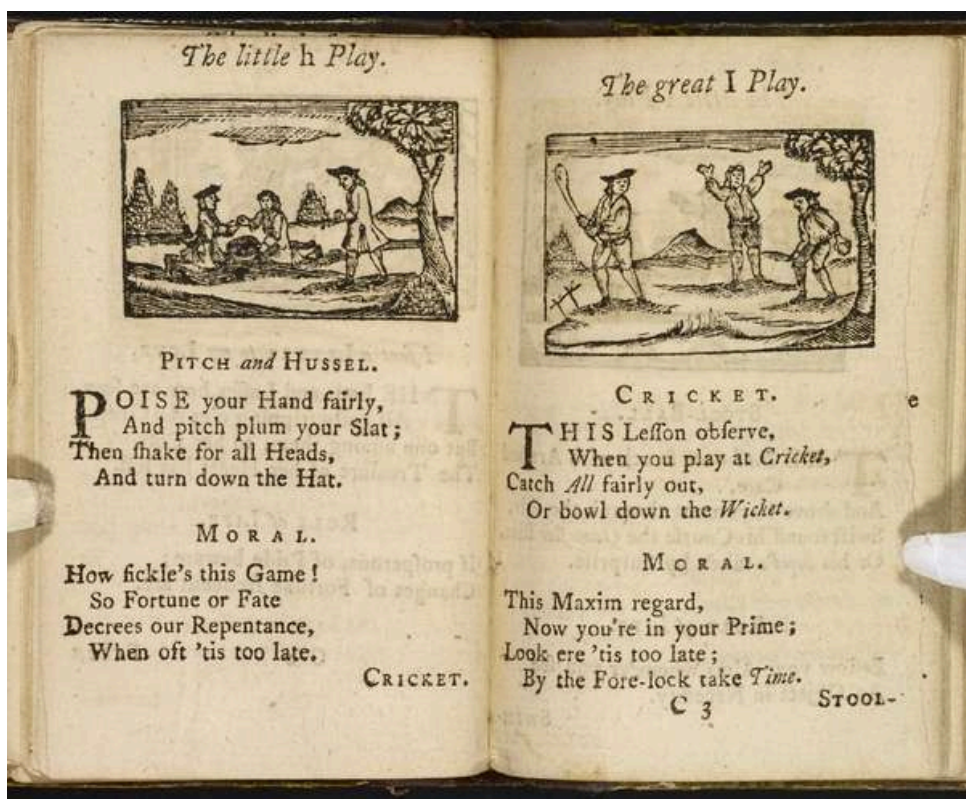 The little h Play.
PITCH and HUSSEL.
POISE your Hand fairly,
And pitch plum your Slat;
Then ſhake for all Heads,
And turn down the Hat.
MORAL.
How fickle's this Game!
So Fortune or Fate
Decrees our Repentance,
When oft 'tis too late.
CRICKET.
The great I Play.
CRICKET.
THIS Leſſon obſerve,
When you play at Cricket,
Catch All fairly out,
Or bowl down the Wicket.
MORAL.
This Maxim regard,
Now you're in your Prime;
Look ere 'tis too late;
By the Fore-lock take Time.
C 3
STOOL-